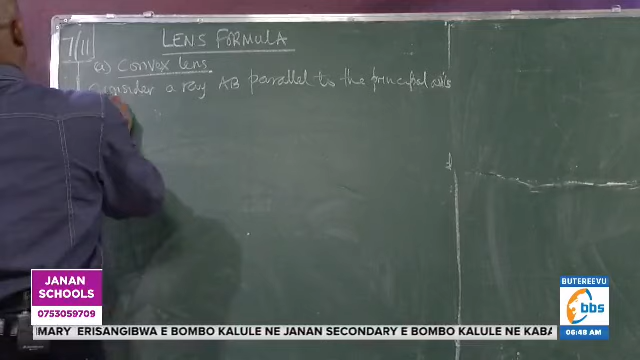 7/11
LENS FORMULA
(a) Convex lens
Consider a ray AB parallel to the principal axis
JANAN
SCHOOLS
0753059709
BUTEREEVU
bbs
06:48 AM
MARY ERISANGIBWA E BOMBO KALULE NE JANAN SECONDARY E BOMBO KALULE NE KABA